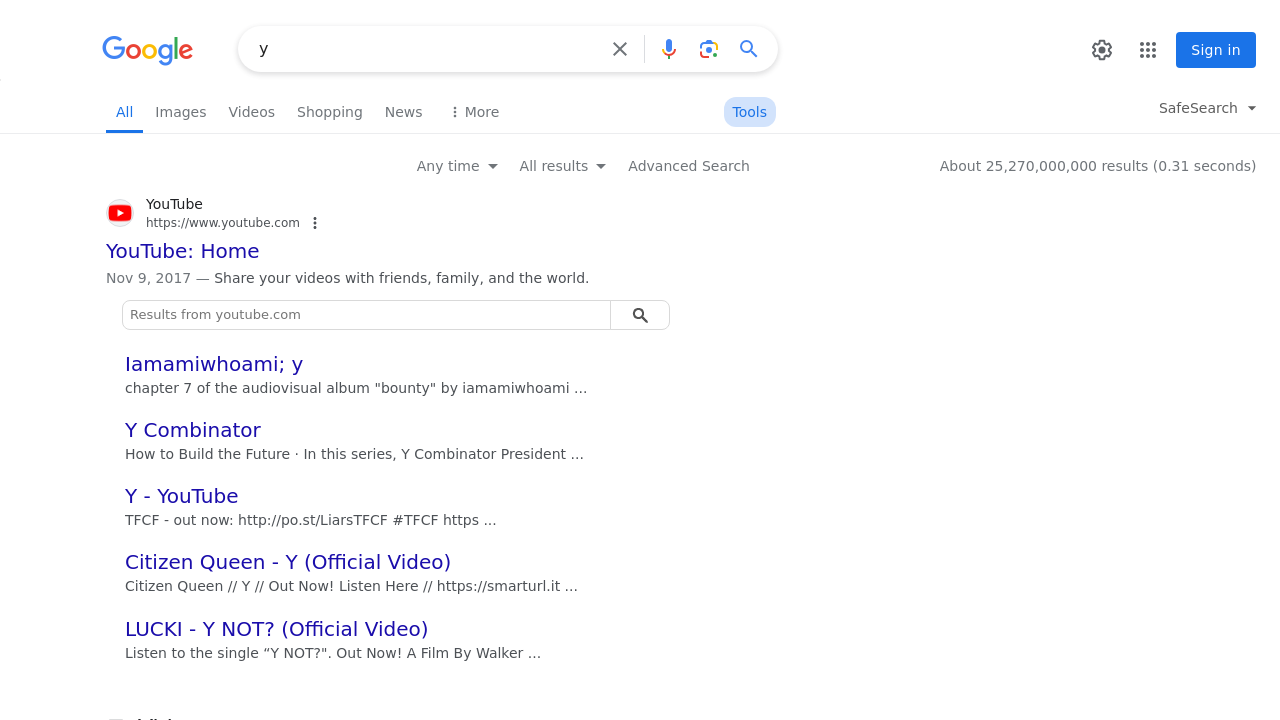 Google
y
Sign in
All
Images
Videos
Shopping
News
More
Tools
SafeSearch
Any time
All results
Advanced Search
About 25,270,000,000 results (0.31 seconds)
YouTube
https://www.youtube.com
YouTube: Home
Nov 9, 2017 — Share your videos with friends, family, and the world.
Results from youtube.com
Iamamiwhoami; y
chapter 7 of the audiovisual album "bounty" by iamamiwhoami ...
Y Combinator
How to Build the Future · In this series, Y Combinator President ...
Y - YouTube
TFCF - out now: http://po.st/LiarsTFCF #TFCF https ...
Citizen Queen - Y (Official Video)
Citizen Queen // Y // Out Now! Listen Here // https://smarturl.it ...
LUCKI - Y NOT? (Official Video)
Listen to the single “Y NOT?". Out Now! A Film By Walker ...